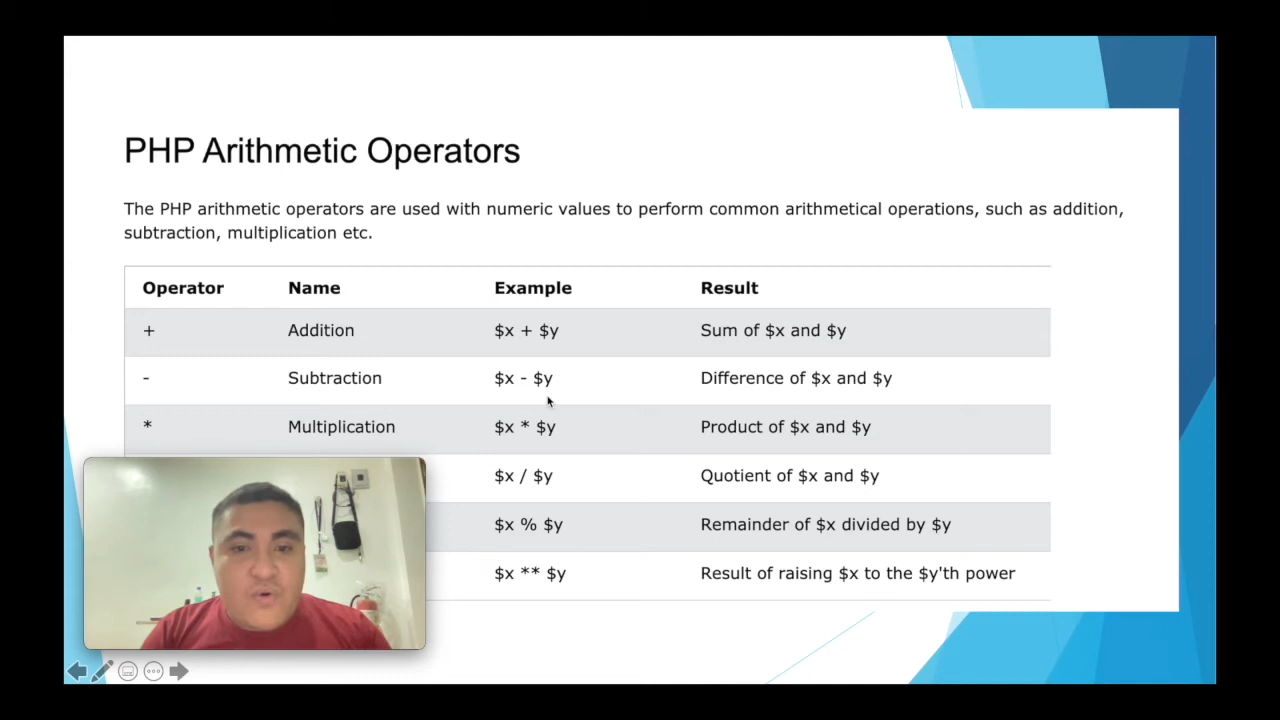 PHP Arithmetic Operators
The PHP arithmetic operators are used with numeric values to perform common arithmetical operations, such as addition,
subtraction, multiplication etc.
Operator Name Example Result
+ Addition $x + $y Sum of $x and $y
- Subtraction $x - $y Difference of $x and $y
* Multiplication $x * $y Product of $x and $y
$x / $y Quotient of $x and $y
$x % $y Remainder of $x divided by $y
$x ** $y Result of raising $x to the $y'th power